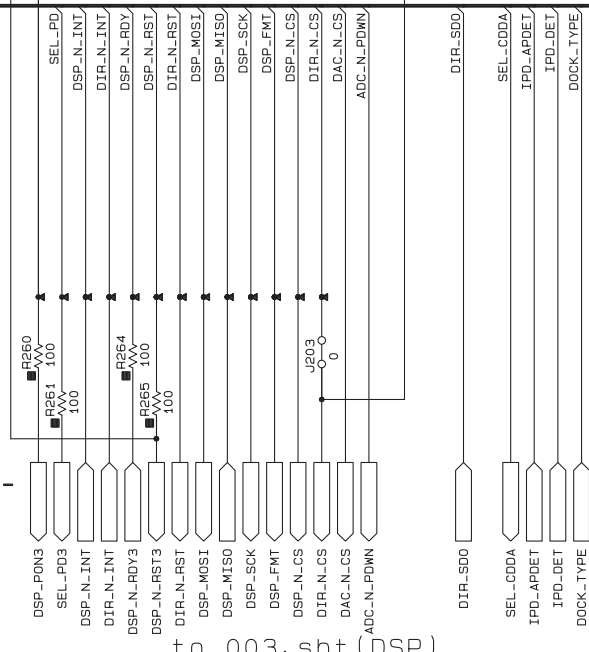 SEL_PD
DSP_N_INT
DIR_N_INT
DSP_N_RDY
DSP_N_RST
DIR_N_RST
DSP_MOSI
DSP_MISO
DSP_SCK
DSP_FMT
DSP_N_CS
DIR_N_CS
DAC_N_CS
ADC_N_PDWN
DIR_SDO
SEL_CDDA
IPD_APDET
IPD_DET
DOCK_TYPE
R260
100
R261
100
R264
100
R265
100
J203
0
DSP_PON3
SEL_PD3
DSP_N_INT
DIR_N_INT
DSP_N_RDY3
DSP_N_RST3
DIR_N_RST
DSP_MOSI
DSP_MISO
DSP_SCK
DSP_FMT
DSP_N_CS
DIR_N_CS
DAC_N_CS
ADC_N_PDWN
DIR_SDO
SEL_CDDA
IPD_APDET
IPD_DET
DOCK_TYPE
to 003.sht(DSP)